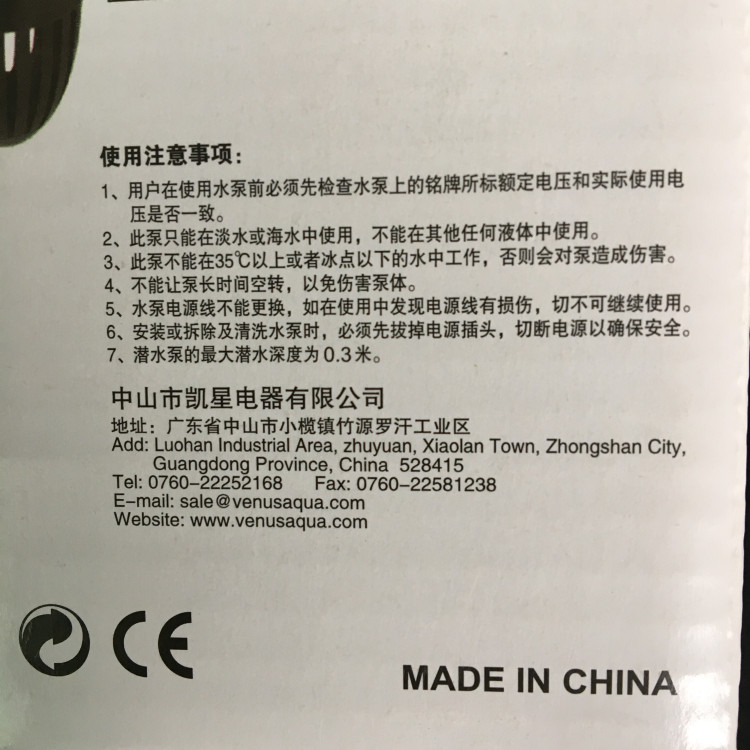 使用注意事项：
1、用户在使用水泵前必须先检查水泵上的铭牌所标额定电压和实际使用电
压是否一致。
2、此泵只能在淡水或海水中使用，不能在其他任何液体中使用。
3、此泵不能在35℃以上或者冰点以下的水中工作，否则会对泵造成伤害。
4、不能让泵长时间空转，以免伤害泵体。
5、水泵电源线不能更换，如在使用中发现电源线有损伤，切不可继续使用。
6、安装或拆除及清洗水泵时，必须先拔掉电源插头，切断电源以确保安全。
7、潜水泵的最大潜水深度为0.3米。
中山市凯星电器有限公司
地址：广东省中山市小榄镇竹源罗汗工业区
Add: Luohan Industrial Area, zhuyuan, Xiaolan Town, Zhongshan City,
Guangdong Province, China 528415
Tel: 0760-22252168 Fax: 0760-22581238
E-mail: sale@venusaqua.com
Website: www.venusaqua.com
CE
MADE IN CHINA